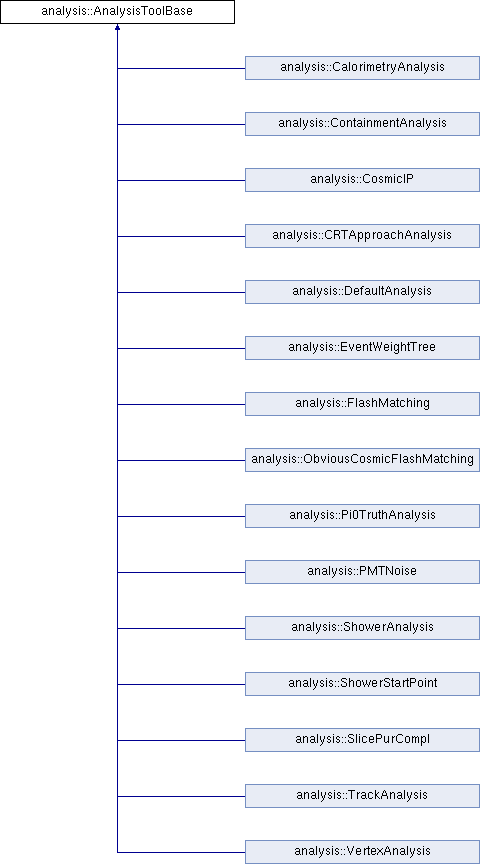 analysis::AnalysisToolBase
analysis::CalorimetryAnalysis
analysis::ContainmentAnalysis
analysis::CosmicIP
analysis::CRTApproachAnalysis
analysis::DefaultAnalysis
analysis::EventWeightTree
analysis::FlashMatching
analysis::ObviousCosmicFlashMatching
analysis::Pi0TruthAnalysis
analysis::PMTNoise
analysis::ShowerAnalysis
analysis::ShowerStartPoint
analysis::SlicePurCompl
analysis::TrackAnalysis
analysis::VertexAnalysis